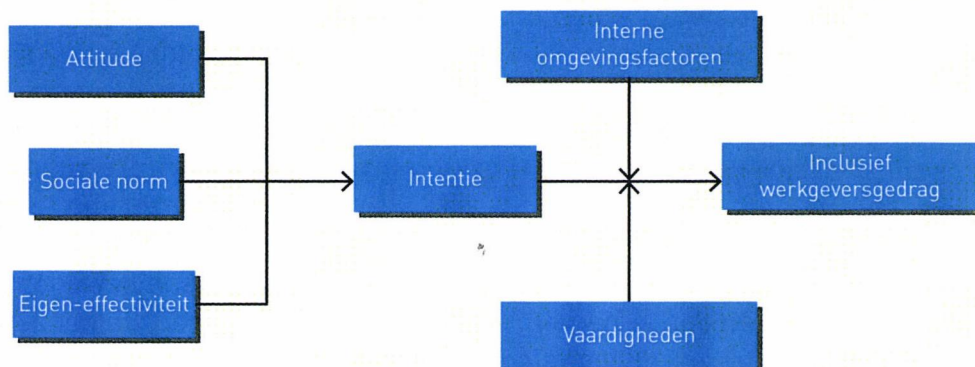 Attitude
Sociale norm
Eigen-effectiviteit
Intentie
Interne
omgevingsfactoren
Vaardigheden
Inclusief
werkgeversgedrag